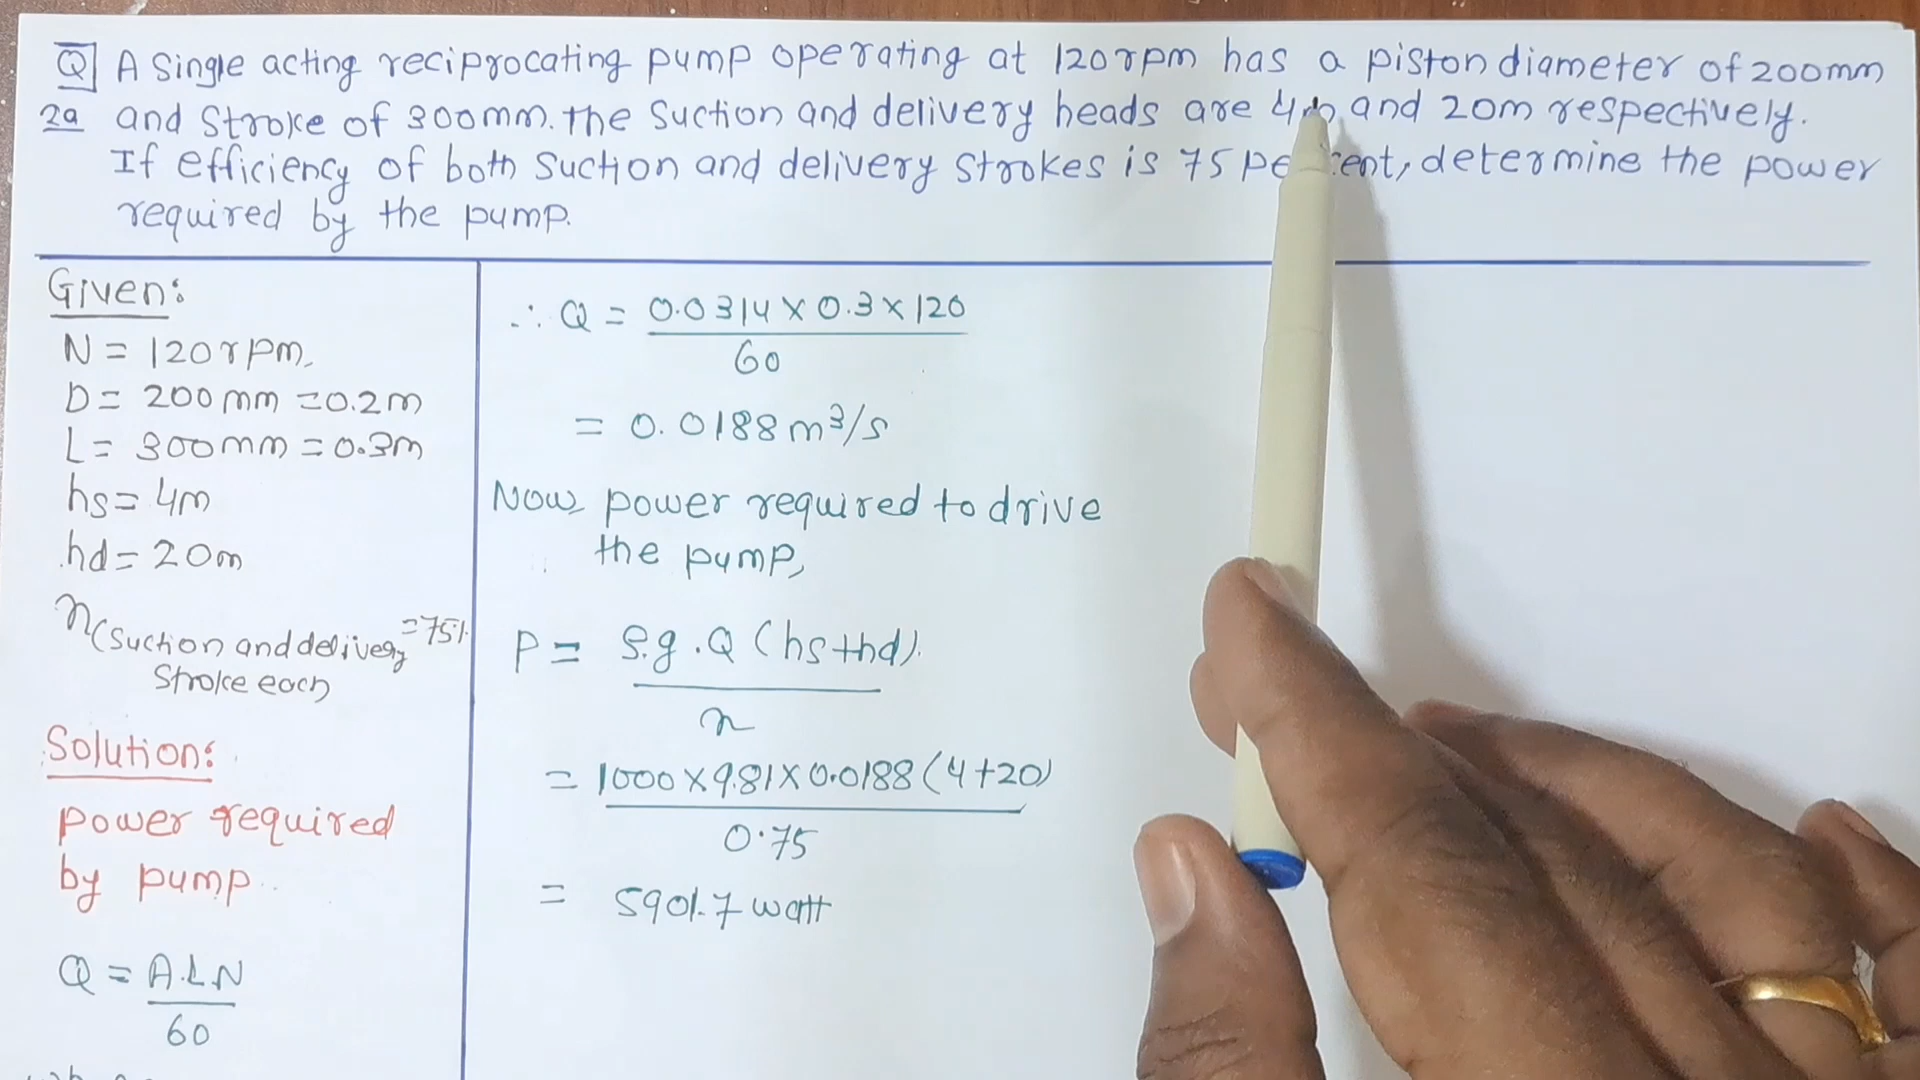 Q A single acting reciprocating pump operating at 120rpm has a piston diameter of 200mm
2a and stroke of 300mm. the suction and delivery heads are 4m and 20m respectively.
If efficiency of both suction and delivery strokes is 75 determine the power
required by the pump.
Given:
N = 120rpm,
D = 200mm = 0.2m
L = 300mm = 0.3m
hs = 4m
hd = 20m
η(suction and delivery = 75%
stroke each
Solution:
power required
by pump
Q = A.L.N
60
∴ Q = 0.0314 × 0.3 × 120
60
= 0.0188 m³/s
Now, power required to drive
the pump,
P = ρ.g.Q (hs+hd).
η
= 1000 × 9.81 × 0.0188 (4+20)
0.75
= 5901.7 watt